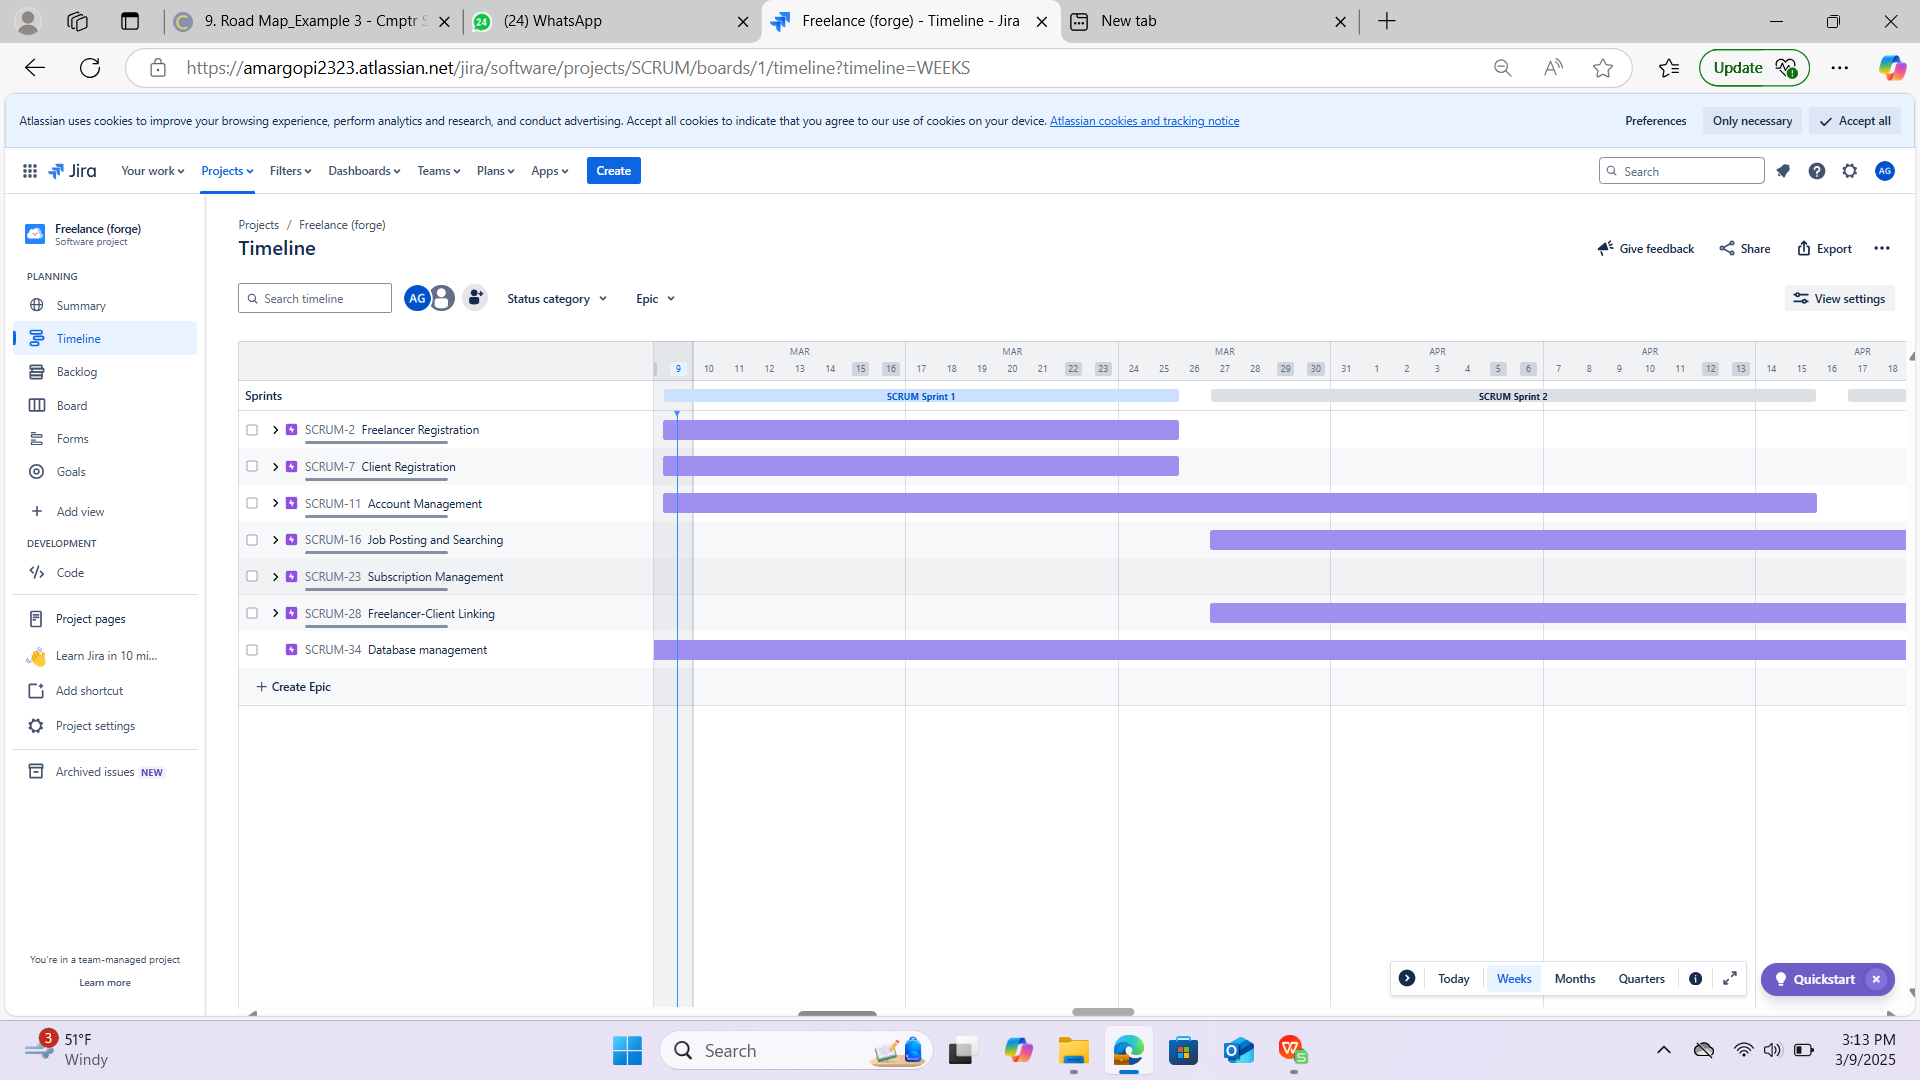 9. Road Map_Example 3 - Cmptr S
24
(24) WhatsApp
Freelance (forge) - Timeline - Jira
New tab
https://amargopi2323.atlassian.net/jira/software/projects/SCRUM/boards/1/timeline?timeline=WEEKS
Update
Atlassian uses cookies to improve your browsing experience, perform analytics and research, and conduct advertising. Accept all cookies to indicate that you agree to our use of cookies on your device. Atlassian cookies and tracking notice
Preferences
Only necessary
Accept all
Jira
Your work
Projects
Filters
Dashboards
Teams
Plans
Apps
Create
Search
AG
Freelance (forge)
Software project
PLANNING
Summary
Timeline
Backlog
Board
Forms
Goals
Add view
DEVELOPMENT
Code
Project pages
Learn Jira in 10 mi...
Add shortcut
Project settings
Archived issues NEW
You're in a team-managed project
Learn more
Projects / Freelance (forge)
Timeline
Give feedback
Share
Export
Search timeline
AG
Status category
Epic
View settings
MAR MAR MAR APR APR APR
9 10 11 12 13 14 15 16 17 18 19 20 21 22 23 24 25 26 27 28 29 30 31 1 2 3 4 5 6 7 8 9 10 11 12 13 14 15 16 17 18
Sprints
SCRUM Sprint 1
SCRUM Sprint 2
SCRUM-2 Freelancer Registration
SCRUM-7 Client Registration
SCRUM-11 Account Management
SCRUM-16 Job Posting and Searching
SCRUM-23 Subscription Management
SCRUM-28 Freelancer-Client Linking
SCRUM-34 Database management
Create Epic
Today
Weeks
Months
Quarters
Quickstart
3
51°F
Windy
Search
3:13 PM
3/9/2025